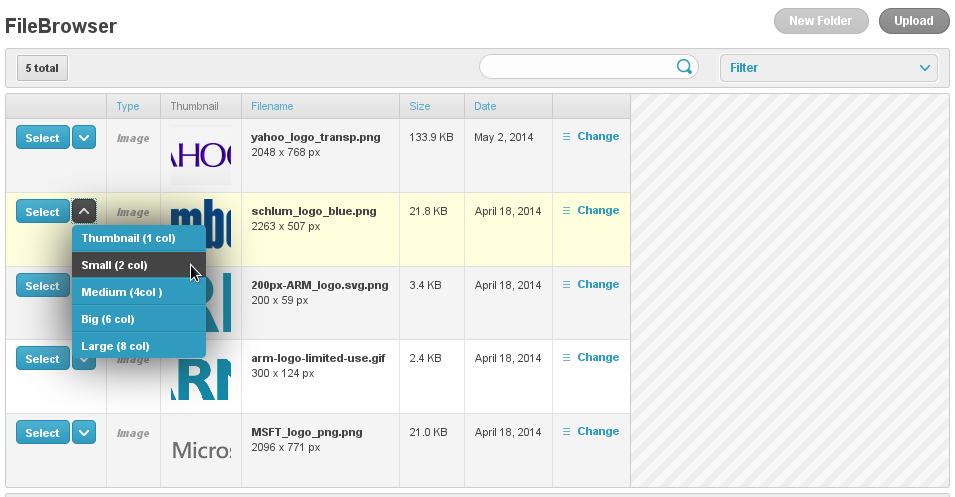 FileBrowser
New Folder
Upload
5 total
Filter
Type Thumbnail Filename Size Date
Select Image yahoo_logo_transp.png 133.9 KB May 2, 2014 Change
2048 x 768 px
Select Image schlum_logo_blue.png 21.8 KB April 18, 2014 Change
2263 x 507 px
Thumbnail (1 col)
Small (2 col)
Medium (4col )
Big (6 col)
Large (8 col)
Select 200px-ARM_logo.svg.png 3.4 KB April 18, 2014 Change
200 x 59 px
Select arm-logo-limited-use.gif 2.4 KB April 18, 2014 Change
300 x 124 px
Select Image MSFT_logo_png.png 21.0 KB April 18, 2014 Change
2096 x 771 px
Micros